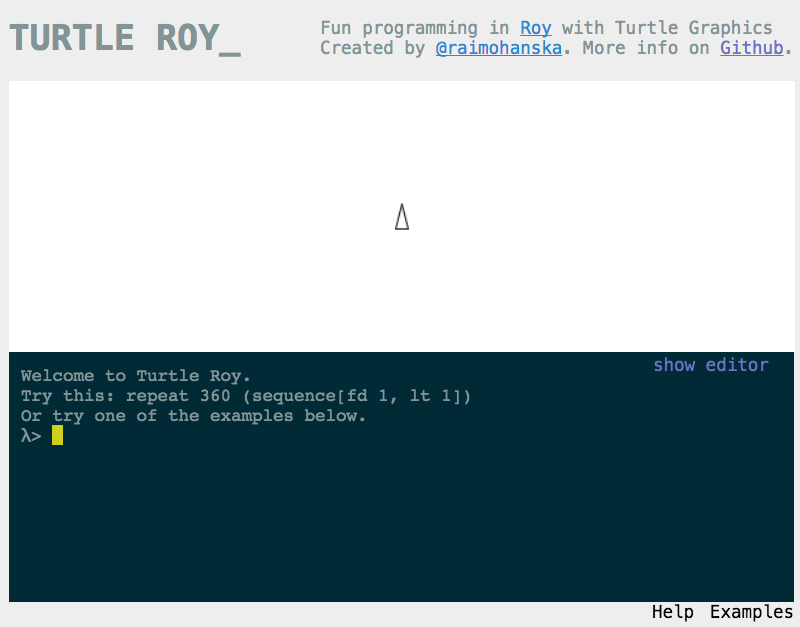 TURTLE ROY_
Fun programming in Roy with Turtle Graphics
Created by @raimohanska. More info on Github.
show editor
Welcome to Turtle Roy.
Try this: repeat 360 (sequence[fd 1, lt 1])
Or try one of the examples below.
λ>
Help Examples